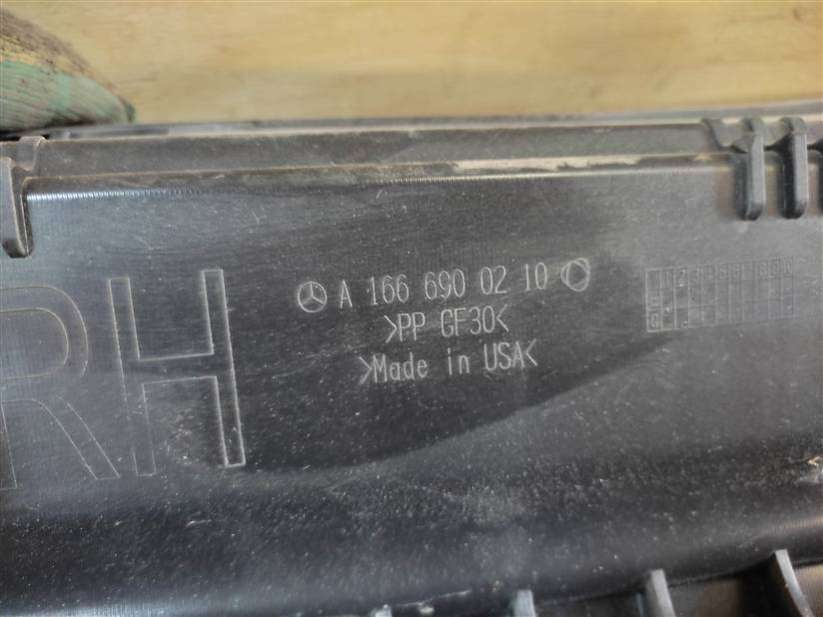 RH
A 166 690 02 10
>PP GF30<
>Made in USA<